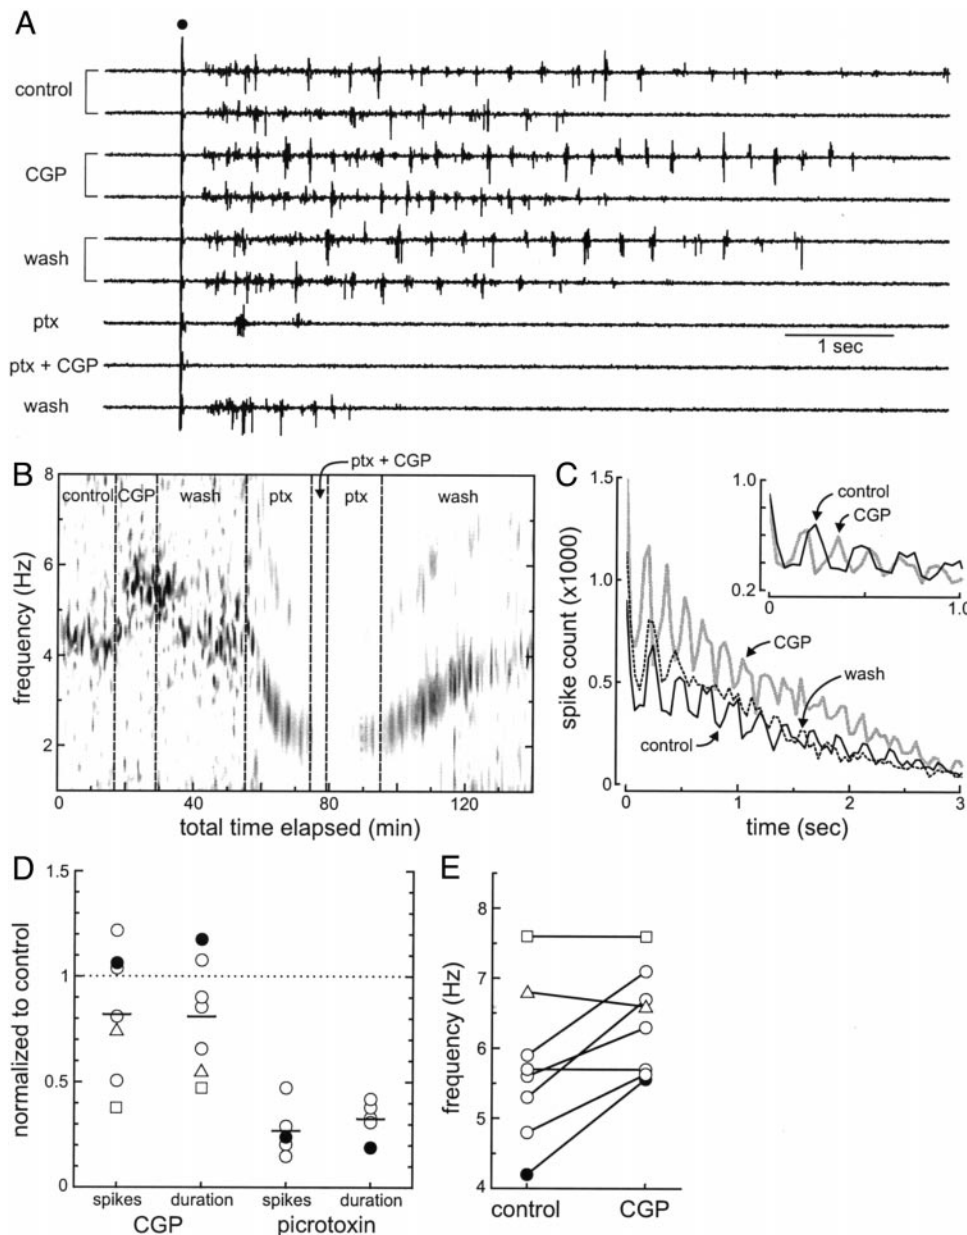 A
control
CGP
wash
ptx
1 sec
ptx + CGP
wash
B
ptx + CGP
8
6
4
2
control
CGP
wash
ptx
ptx
wash
frequency (Hz)
0 40 80 120
total time elapsed (min)
C
1.5
1.0
0.5
0
spike count (x1000)
1.0
0.2
0 1.0
control
CGP
CGP
wash
control
0 1 2 3
time (sec)
D
1.5
1
0.5
0
normalized to control
spikes duration spikes duration
CGP picrotoxin
E
8
7
6
5
4
frequency (Hz)
control CGP